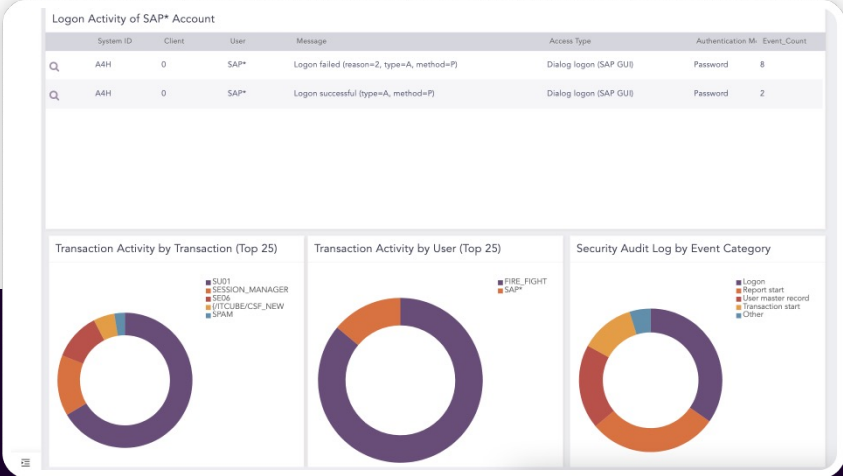 Logon Activity of SAP* Account
System ID Client User Message Access Type Authentication M Event_Count
A4H 0 SAP* Logon failed (reason=2, type=A, method=P) Dialog logon (SAP GUI) Password 8
A4H 0 SAP* Logon successful (type=A, method=P) Dialog logon (SAP GUI) Password 2
Transaction Activity by Transaction (Top 25)
SU01
SESSION_MANAGER
SE06
(/ITCUBE/CSF_NEW
SPAM
Transaction Activity by User (Top 25)
FIRE_FIGHT
SAP*
Security Audit Log by Event Category
Logon
Report start
User master record
Transaction start
Other